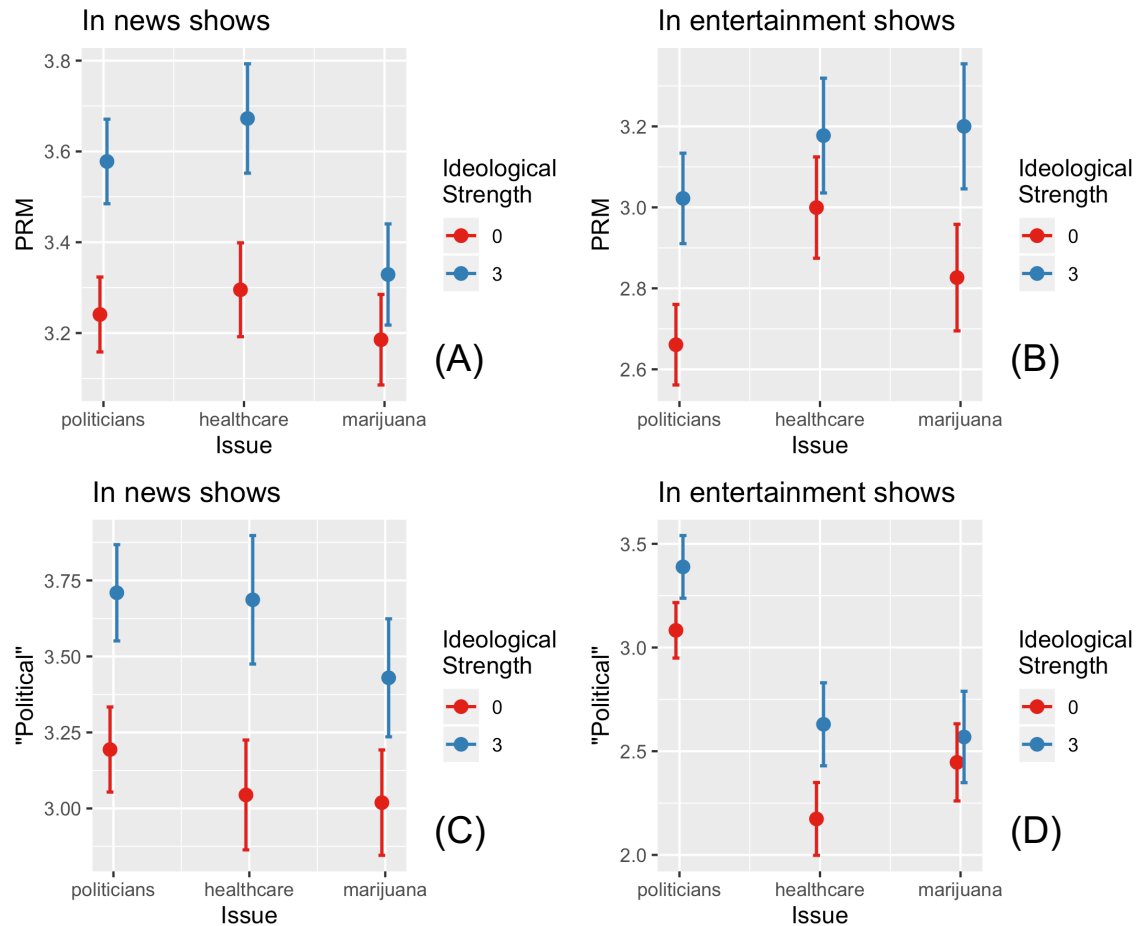 In news shows
3.8
3.6
3.4
3.2
PRM
politicians healthcare marijuana
Issue
Ideological
Strength
0
3
(A)
In entertainment shows
3.2
3.0
2.8
2.6
PRM
politicians healthcare marijuana
Issue
Ideological
Strength
0
3
(B)
In news shows
3.75
3.50
3.25
3.00
"Political"
politicians healthcare marijuana
Issue
Ideological
Strength
0
3
(C)
In entertainment shows
3.5
3.0
2.5
2.0
"Political"
politicians healthcare marijuana
Issue
Ideological
Strength
0
3
(D)